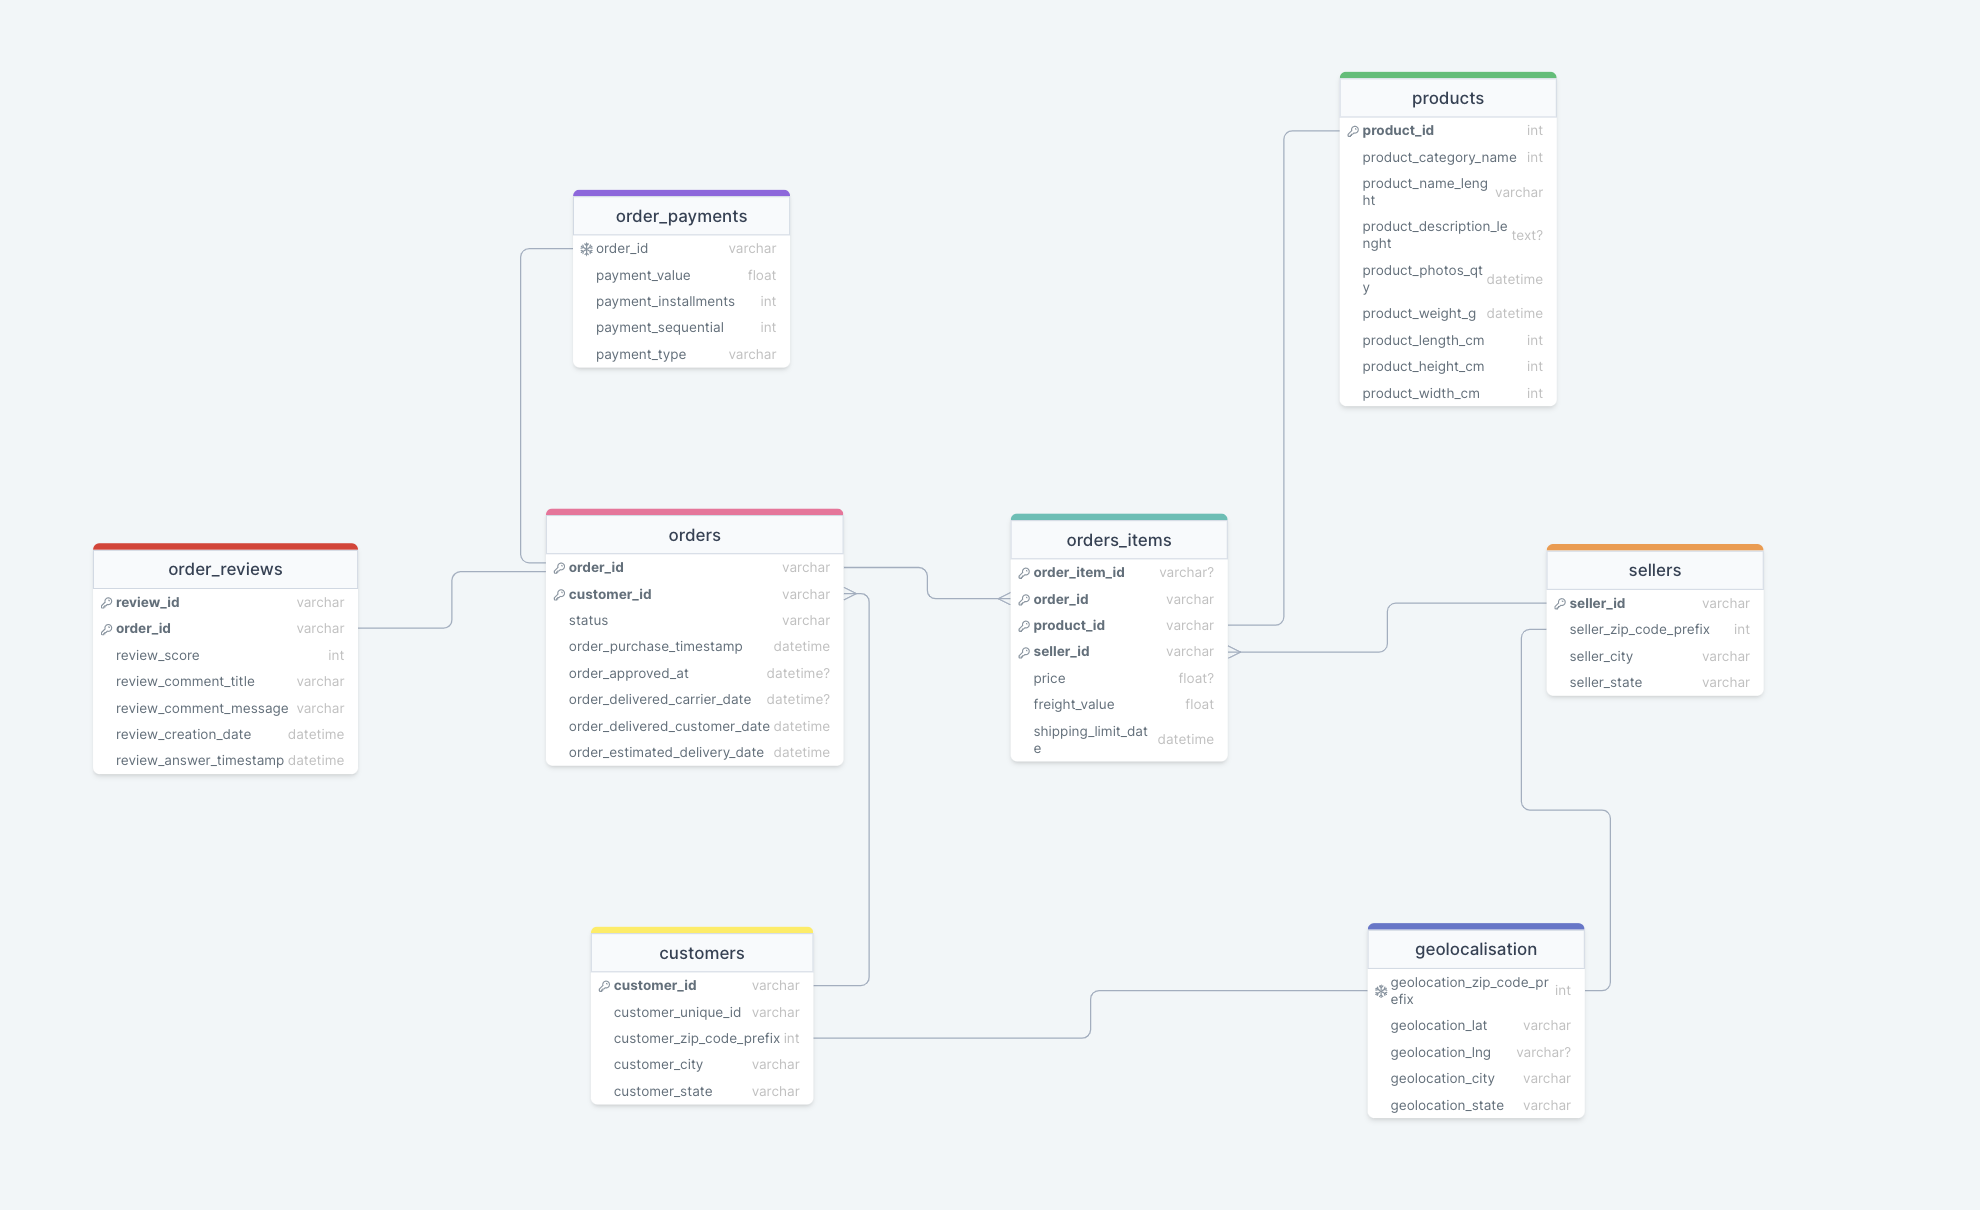 products
product_id int
product_category_name int
product_name_leng
ht varchar
product_description_le
nght text?
product_photos_qt
y datetime
product_weight_g datetime
product_length_cm int
product_height_cm int
product_width_cm int
order_payments
order_id varchar
payment_value float
payment_installments int
payment_sequential int
payment_type varchar
order_reviews
review_id varchar
order_id varchar
review_score int
review_comment_title varchar
review_comment_message varchar
review_creation_date datetime
review_answer_timestamp datetime
orders
order_id varchar
customer_id varchar
status varchar
order_purchase_timestamp datetime
order_approved_at datetime?
order_delivered_carrier_date datetime?
order_delivered_customer_date datetime
order_estimated_delivery_date datetime
orders_items
order_item_id varchar?
order_id varchar
product_id varchar
seller_id varchar
price float?
freight_value float
shipping_limit_dat
e datetime
sellers
seller_id varchar
seller_zip_code_prefix int
seller_city varchar
seller_state varchar
customers
customer_id varchar
customer_unique_id varchar
customer_zip_code_prefix int
customer_city varchar
customer_state varchar
geolocalisation
geolocation_zip_code_pr
efix int
geolocation_lat varchar
geolocation_lng varchar?
geolocation_city varchar
geolocation_state varchar